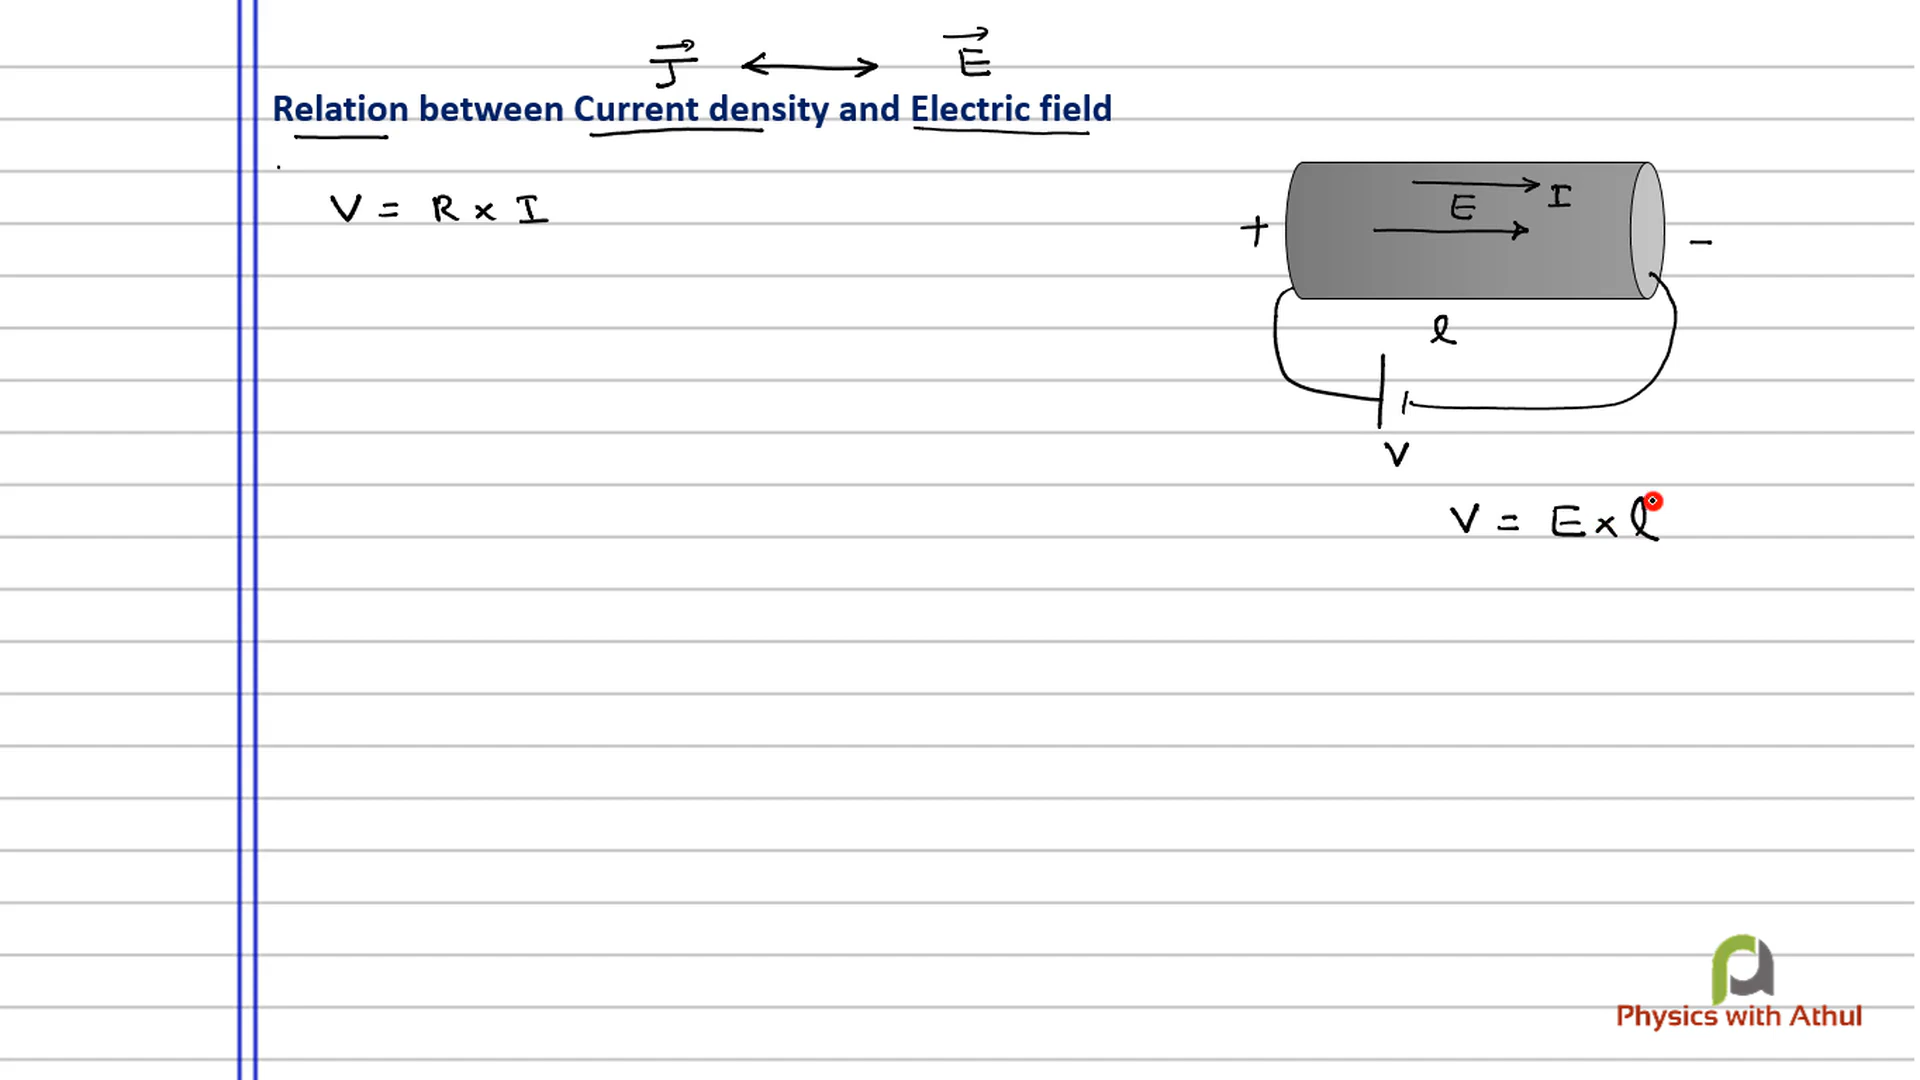 J ⟷ E
Relation between Current density and Electric field
V = R × I
I
E
+ −
l
V
V = E × l
Physics with Athul